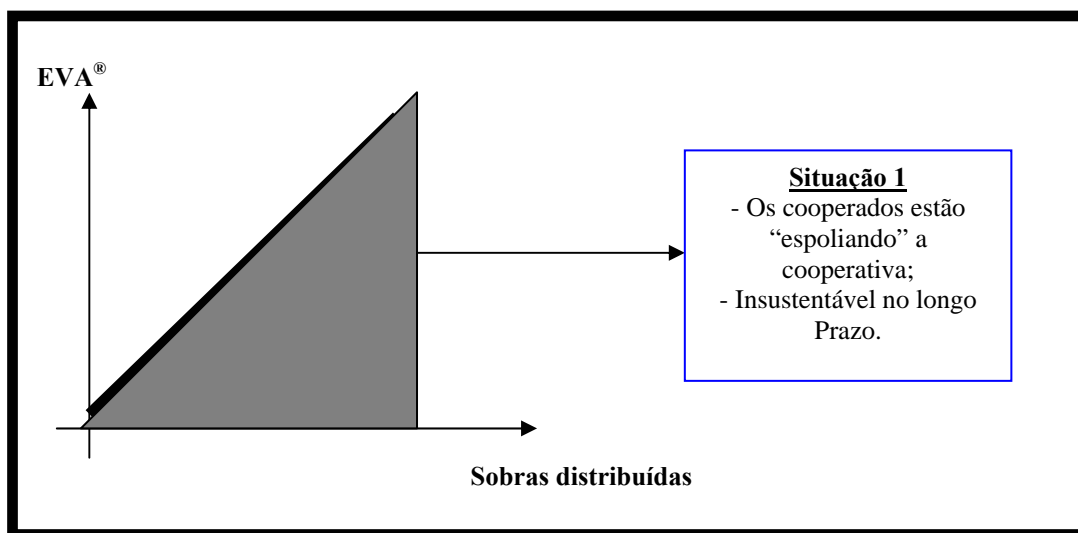 EVA®
Situação 1
- Os cooperados estão
“espoliando” a
cooperativa;
- Insustentável no longo
Prazo.
Sobras distribuídas